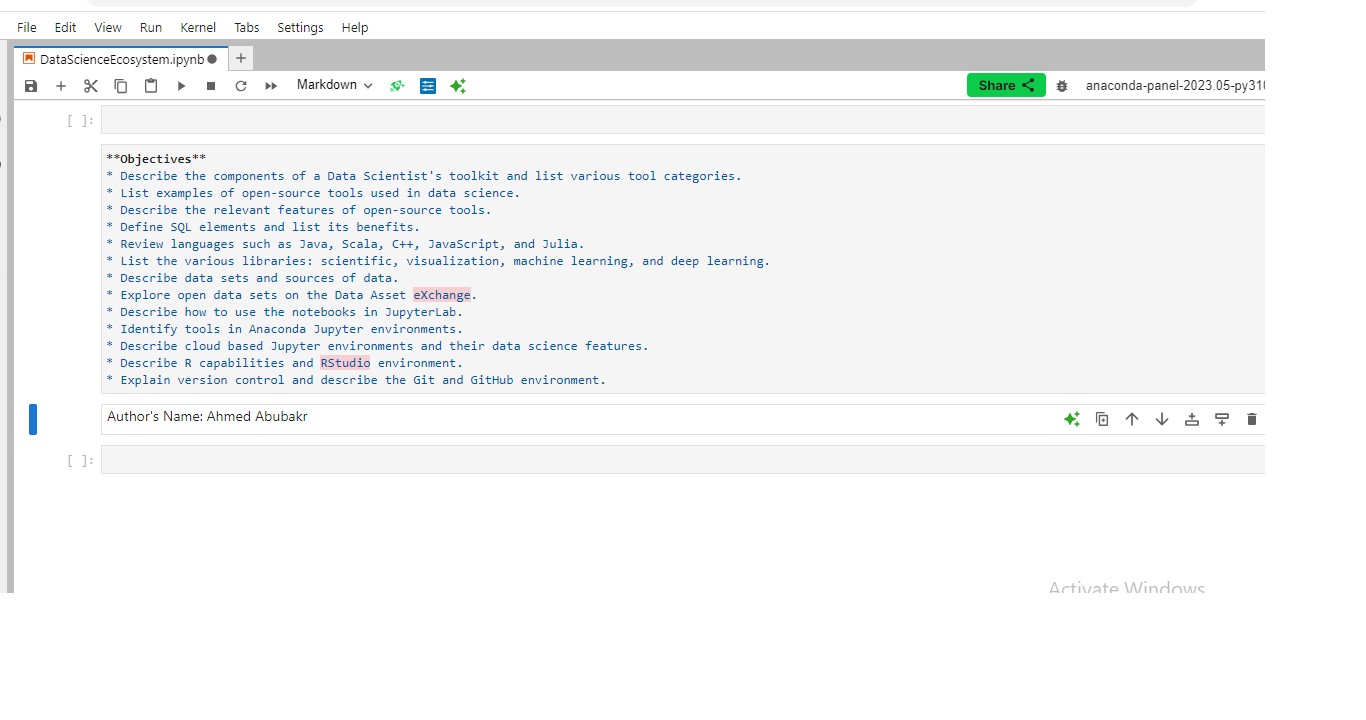 File Edit View Run Kernel Tabs Settings Help
DataScienceEcosystem.ipynb
Markdown Share anaconda-panel-2023.05-py310
[ ]:
**Objectives**
* Describe the components of a Data Scientist's toolkit and list various tool categories.
* List examples of open-source tools used in data science.
* Describe the relevant features of open-source tools.
* Define SQL elements and list its benefits.
* Review languages such as Java, Scala, C++, JavaScript, and Julia.
* List the various libraries: scientific, visualization, machine learning, and deep learning.
* Describe data sets and sources of data.
* Explore open data sets on the Data Asset eXchange.
* Describe how to use the notebooks in JupyterLab.
* Identify tools in Anaconda Jupyter environments.
* Describe cloud based Jupyter environments and their data science features.
* Describe R capabilities and RStudio environment.
* Explain version control and describe the Git and GitHub environment.
Author's Name: Ahmed Abubakr
[ ]:
Activate Windows